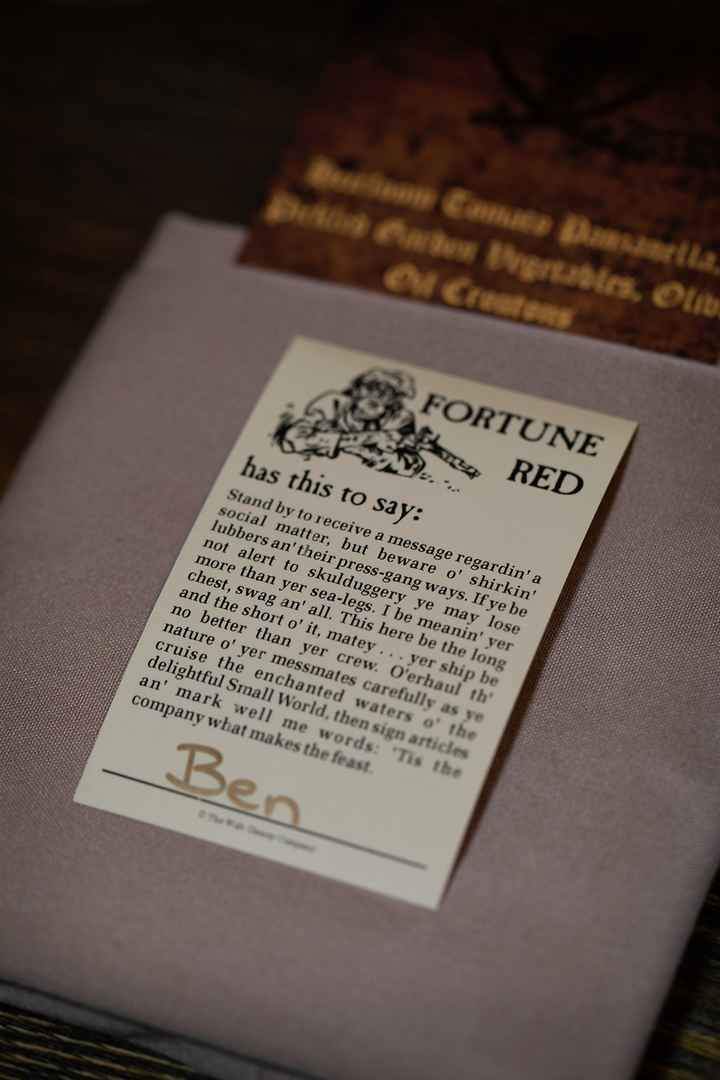 Heirloom Tomato Panzanella,
Pickled Garden Vegetables, Olive
Oil Croutons
FORTUNE
RED
has this to say:
Stand by to receive a message regardin' a
social matter, but beware o' shirkin'
lubbers an' their press-gang ways. If ye be
not alert to skulduggery ye may lose
more than yer sea-legs. I be meanin' yer
chest, swag an' all. This here be the long
and the short o' it, matey . . . yer ship be
no better than yer crew. O'erhaul th'
nature o' yer messmates carefully as ye
cruise the enchanted waters o' the
delightful Small World, then sign articles
an' mark well me words: 'Tis the
company what makes the feast.
Ben
© The Walt Disney Company